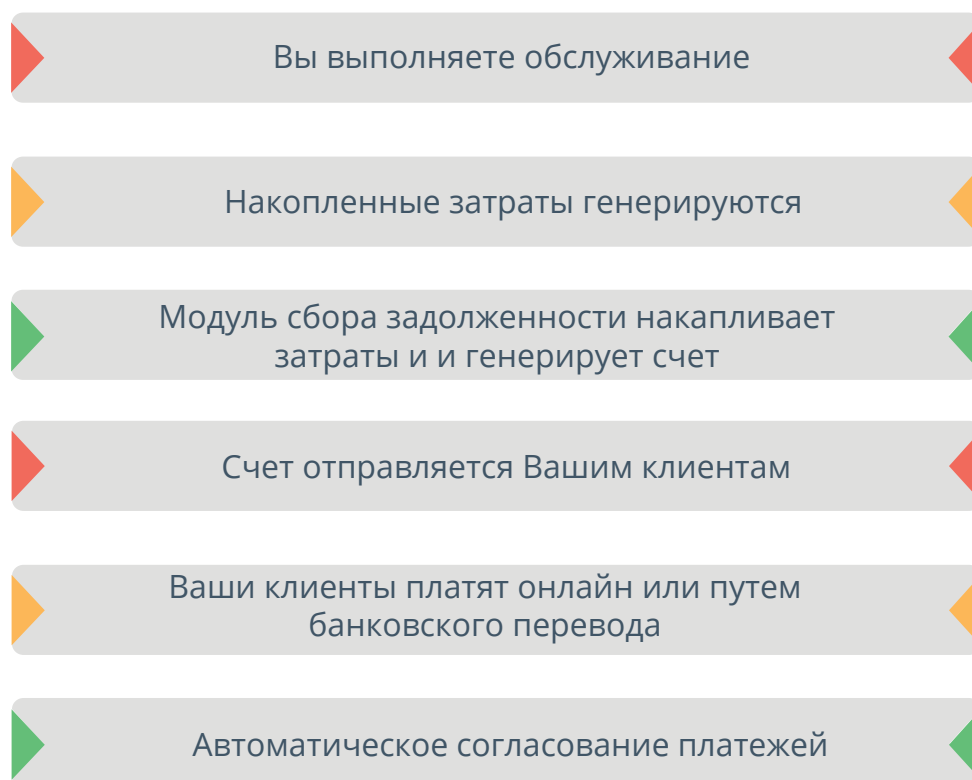 Вы выполняете обслуживание
Накопленные затраты генерируются
Модуль сбора задолженности накапливает
затраты и и генерирует счет
Счет отправляется Вашим клиентам
Ваши клиенты платят онлайн или путем
банковского перевода
Автоматическое согласование платежей